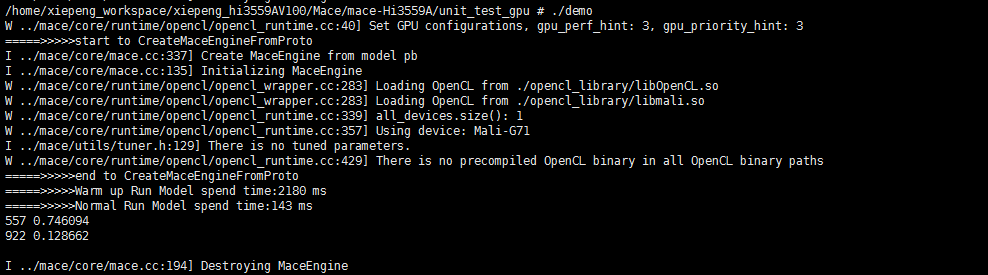 /home/xiepeng_workspace/xiepeng_hi3559AV100/Mace/mace-Hi3559A/unit_test_gpu # ./demo
W ../mace/core/runtime/opencl/opencl_runtime.cc:40] Set GPU configurations, gpu_perf_hint: 3, gpu_priority_hint: 3
=====>>>>>start to CreateMaceEngineFromProto
I ../mace/core/mace.cc:337] Create MaceEngine from model pb
I ../mace/core/mace.cc:135] Initializing MaceEngine
W ../mace/core/runtime/opencl/opencl_wrapper.cc:283] Loading OpenCL from ./opencl_library/libOpenCL.so
W ../mace/core/runtime/opencl/opencl_wrapper.cc:283] Loading OpenCL from ./opencl_library/libmali.so
W ../mace/core/runtime/opencl/opencl_runtime.cc:339] all_devices.size(): 1
W ../mace/core/runtime/opencl/opencl_runtime.cc:357] Using device: Mali-G71
I ../mace/utils/tuner.h:129] There is no tuned parameters.
W ../mace/core/runtime/opencl/opencl_runtime.cc:429] There is no precompiled OpenCL binary in all OpenCL binary paths
=====>>>>>end to CreateMaceEngineFromProto
=====>>>>>Warm up Run Model spend time:2180 ms
=====>>>>>Normal Run Model spend time:143 ms
557 0.746094
922 0.128662
I ../mace/core/mace.cc:194] Destroying MaceEngine